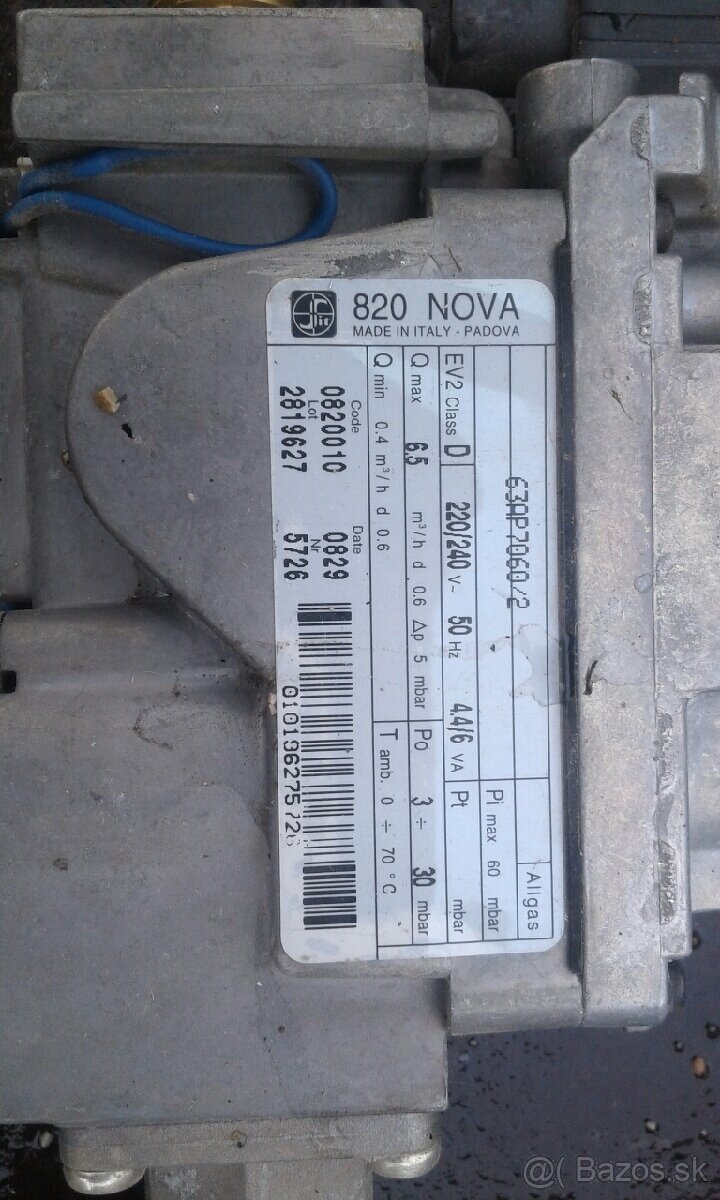 Sit
820 NOVA
MADE IN ITALY - PADOVA
63AP7060/2
Allgas
Pi max 60 mbar
EV2 Class D 220/240 V~ 50 Hz 4.4/6 VA Pt mbar
Q max 6.5 m³/h d 0.6 Δp 5 mbar Po 3 ÷ 30 mbar
Q min 0.4 m³/h d 0.6 T amb. 0 ÷ 70 °C
Code Date
0820010 0829
Lot Nr
2819627 5726
@( Bazos.sk